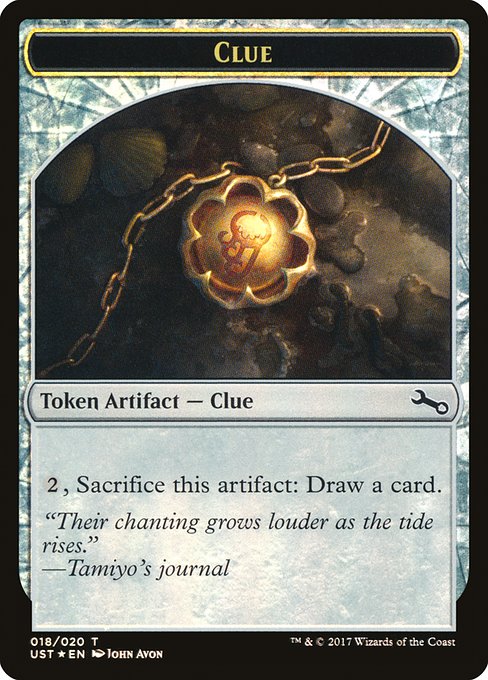 Clue
Token Artifact — Clue
2, Sacrifice this artifact: Draw a card.
“Their chanting grows louder as the tide
rises.”
—Tamiyo’s journal
018/020 T
UST ★ EN John Avon
™ & © 2017 Wizards of the Coast